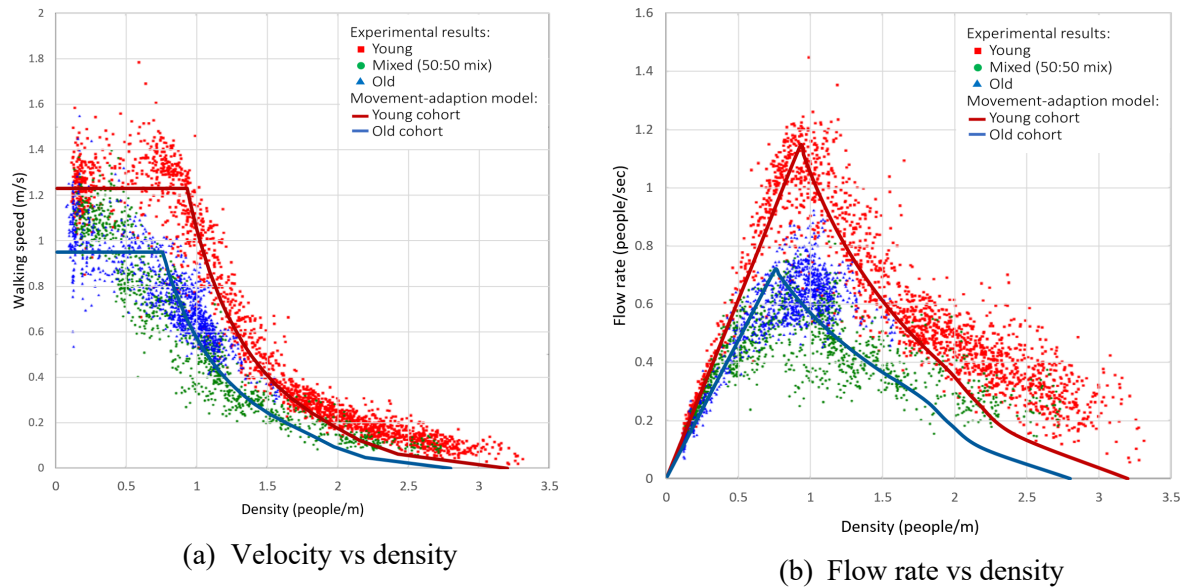 2
1.8
1.6
1.4
1.2
1
0.8
0.6
0.4
0.2
0
Walking speed (m/s)
0 0.5 1 1.5 2 2.5 3 3.5
Density (people/m)
Experimental results:
Young
Mixed (50:50 mix)
Old
Movement-adaption model:
Young cohort
Old cohort
(a) Velocity vs density
1.6
1.4
1.2
1
0.8
0.6
0.4
0.2
0
Flow rate (people/sec)
0 0.5 1 1.5 2 2.5 3 3.5
Density (people/m)
Experimental results:
Young
Mixed (50:50 mix)
Old
Movement-adaption model:
Young cohort
Old cohort
(b) Flow rate vs density